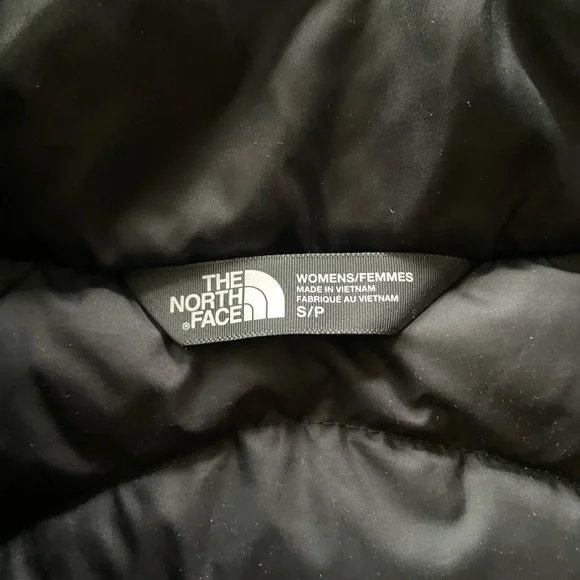 THE
NORTH
®FACE
WOMENS/FEMMES
MADE IN VIETNAM
FABRIQUE AU VIETNAM
S/P